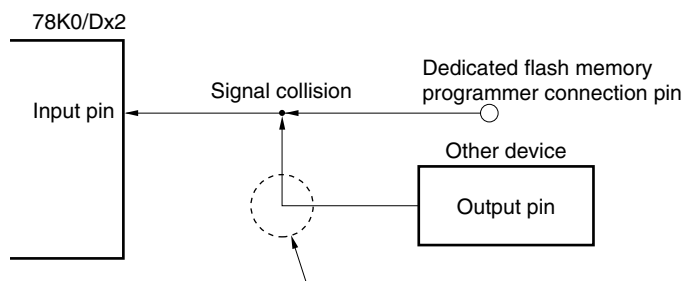 78K0/Dx2
Input pin
Signal collision
Dedicated flash memory
programmer connection pin
Other device
Output pin